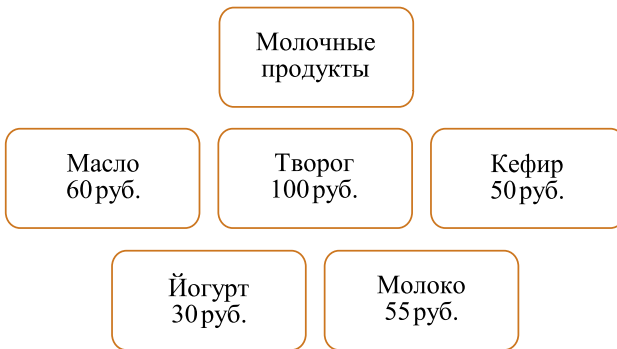 Молочные
продукты
Масло
60 руб.
Творог
100 руб.
Кефир
50 руб.
Йогурт
30 руб.
Молоко
55 руб.